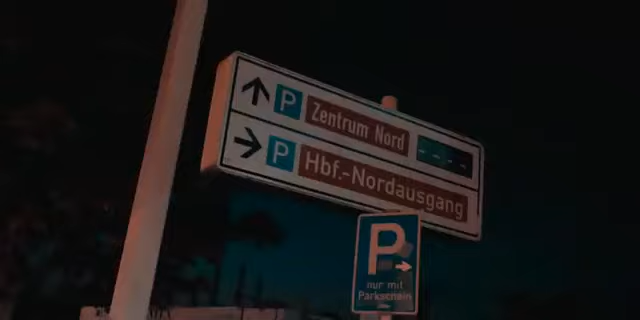 P Zentrum Nord
P Hbf.-Nordausgang
P
nur mit
Parkschein